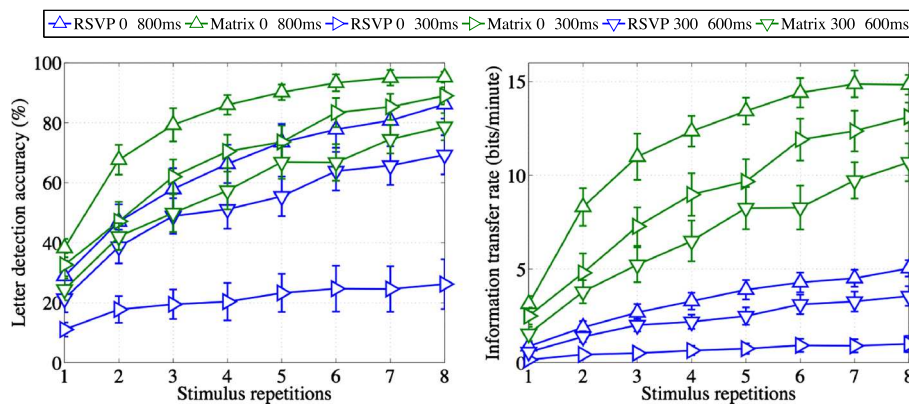 RSVP 0 800ms Matrix 0 800ms RSVP 0 300ms Matrix 0 300ms RSVP 300 600ms Matrix 300 600ms
100
80
60
40
20
0
Letter detection accuracy (%)
1 2 3 4 5 6 7 8
Stimulus repetitions
15
10
5
0
Information transfer rate (bits/minute)
1 2 3 4 5 6 7 8
Stimulus repetitions